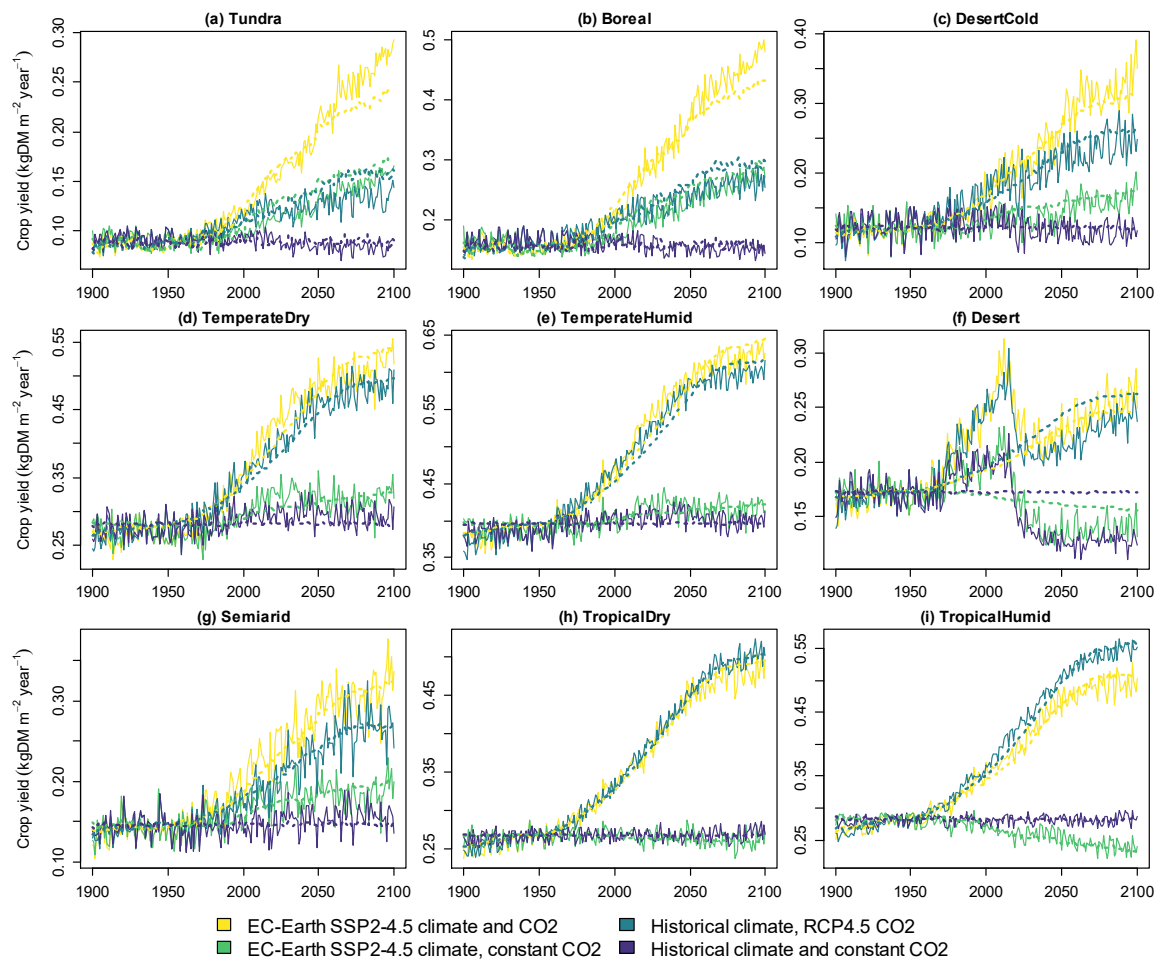 (a) Tundra
(b) Boreal
(c) DesertCold
Crop yield (kgDM m−2 year−1)
0.10 0.15 0.20 0.25 0.30
0.2 0.3 0.4 0.5
0.10 0.20 0.30 0.40
1900 1950 2000 2050 2100
1900 1950 2000 2050 2100
1900 1950 2000 2050 2100
(d) TemperateDry
(e) TemperateHumid
(f) Desert
Crop yield (kgDM m−2 year−1)
0.25 0.35 0.45 0.55
0.35 0.45 0.55 0.65
0.15 0.20 0.25 0.30
1900 1950 2000 2050 2100
1900 1950 2000 2050 2100
1900 1950 2000 2050 2100
(g) Semiarid
(h) TropicalDry
(i) TropicalHumid
Crop yield (kgDM m−2 year−1)
0.10 0.20 0.30
0.25 0.35 0.45
0.25 0.35 0.45 0.55
1900 1950 2000 2050 2100
1900 1950 2000 2050 2100
1900 1950 2000 2050 2100
EC-Earth SSP2-4.5 climate and CO2
Historical climate, RCP4.5 CO2
EC-Earth SSP2-4.5 climate, constant CO2
Historical climate and constant CO2